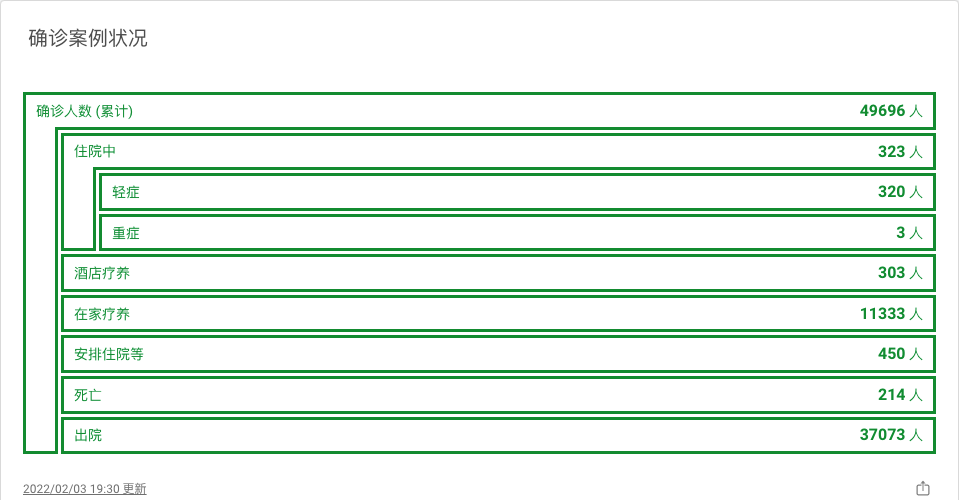 确诊案例状况
确诊人数 (累计) 49696 人
住院中 323 人
轻症 320 人
重症 3 人
酒店疗养 303 人
在家疗养 11333 人
安排住院等 450 人
死亡 214 人
出院 37073 人
2022/02/03 19:30 更新